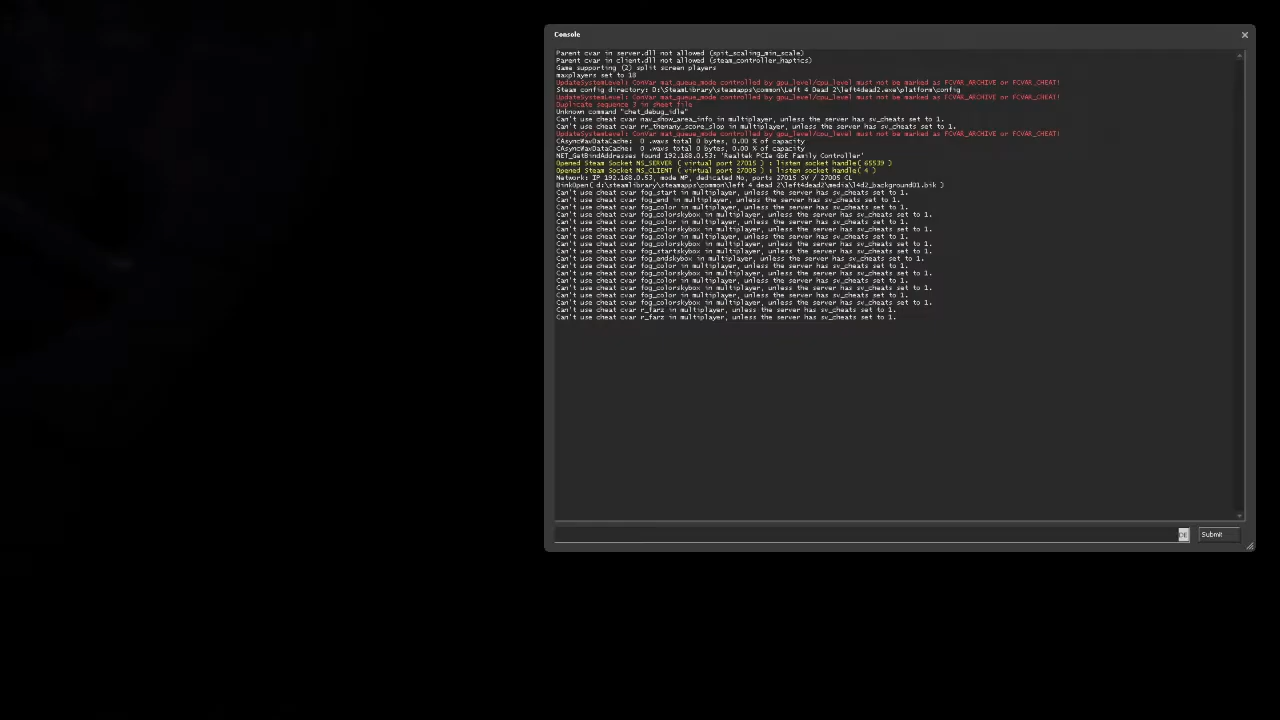 Console
Parent cvar in server.dll not allowed (spit_scaling_min_scale)
Parent cvar in client.dll not allowed (steam_controller_haptics)
Game supporting (2) split screen players
maxplayers set to 18
UpdateSystemLevel: ConVar mat_queue_mode controlled by gpu_level/cpu_level must not be marked as FCVAR_ARCHIVE or FCVAR_CHEAT!
Steam config directory: D:\SteamLibrary\steamapps\common\Left 4 Dead 2\left4dead2.exe\platform\config
UpdateSystemLevel: ConVar mat_queue_mode controlled by gpu_level/cpu_level must not be marked as FCVAR_ARCHIVE or FCVAR_CHEAT!
Duplicate sequence 3 in sheet file
Unknown command "chet_debug_idle"
Can't use cheat cvar nav_show_area_info in multiplayer, unless the server has sv_cheats set to 1.
Can't use cheat cvar rr_thenany_score_slop in multiplayer, unless the server has sv_cheats set to 1.
UpdateSystemLevel: ConVar mat_queue_mode controlled by gpu_level/cpu_level must not be marked as FCVAR_ARCHIVE or FCVAR_CHEAT!
CAsyncWavDataCache:  0 .wavs total 0 bytes, 0.00 % of capacity
CAsyncWavDataCache:  0 .wavs total 0 bytes, 0.00 % of capacity
NET_GetBindAddresses found 192.168.0.53: 'Realtek PCIe GbE Family Controller'
Opened Steam Socket NS_SERVER ( virtual port 27015 ) : listen socket handle( 65539 )
Opened Steam Socket NS_CLIENT ( virtual port 27005 ) : listen socket handle( 4 )
Network: IP 192.168.0.53, mode MP, dedicated No, ports 27015 SV / 27005 CL
BinkOpen( d:\steamlibrary\steamapps\common\left 4 dead 2\left4dead2\media\l4d2_background01.bik )
Can't use cheat cvar fog_start in multiplayer, unless the server has sv_cheats set to 1.
Can't use cheat cvar fog_end in multiplayer, unless the server has sv_cheats set to 1.
Can't use cheat cvar fog_color in multiplayer, unless the server has sv_cheats set to 1.
Can't use cheat cvar fog_colorskybox in multiplayer, unless the server has sv_cheats set to 1.
Can't use cheat cvar fog_color in multiplayer, unless the server has sv_cheats set to 1.
Can't use cheat cvar fog_colorskybox in multiplayer, unless the server has sv_cheats set to 1.
Can't use cheat cvar fog_color in multiplayer, unless the server has sv_cheats set to 1.
Can't use cheat cvar fog_colorskybox in multiplayer, unless the server has sv_cheats set to 1.
Can't use cheat cvar fog_startskybox in multiplayer, unless the server has sv_cheats set to 1.
Can't use cheat cvar fog_endskybox in multiplayer, unless the server has sv_cheats set to 1.
Can't use cheat cvar fog_color in multiplayer, unless the server has sv_cheats set to 1.
Can't use cheat cvar fog_colorskybox in multiplayer, unless the server has sv_cheats set to 1.
Can't use cheat cvar fog_color in multiplayer, unless the server has sv_cheats set to 1.
Can't use cheat cvar fog_colorskybox in multiplayer, unless the server has sv_cheats set to 1.
Can't use cheat cvar fog_color in multiplayer, unless the server has sv_cheats set to 1.
Can't use cheat cvar fog_colorskybox in multiplayer, unless the server has sv_cheats set to 1.
Can't use cheat cvar r_farz in multiplayer, unless the server has sv_cheats set to 1.
Can't use cheat cvar r_farz in multiplayer, unless the server has sv_cheats set to 1.
Submit